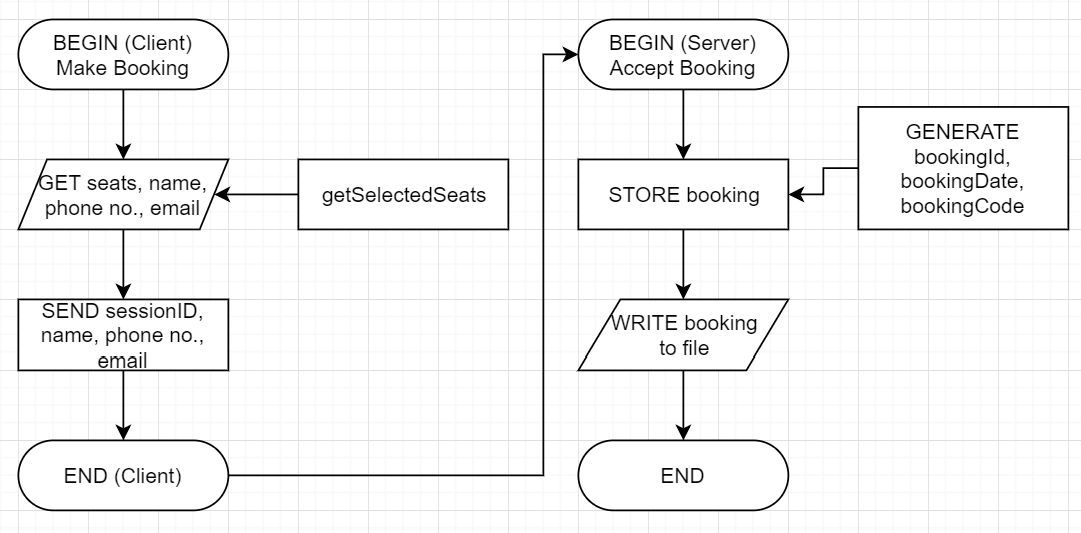 BEGIN (Client)
Make Booking
GET seats, name,
phone no., email
getSelectedSeats
SEND sessionID,
name, phone no.,
email
END (Client)
BEGIN (Server)
Accept Booking
STORE booking
GENERATE
bookingId,
bookingDate,
bookingCode
WRITE booking
to file
END